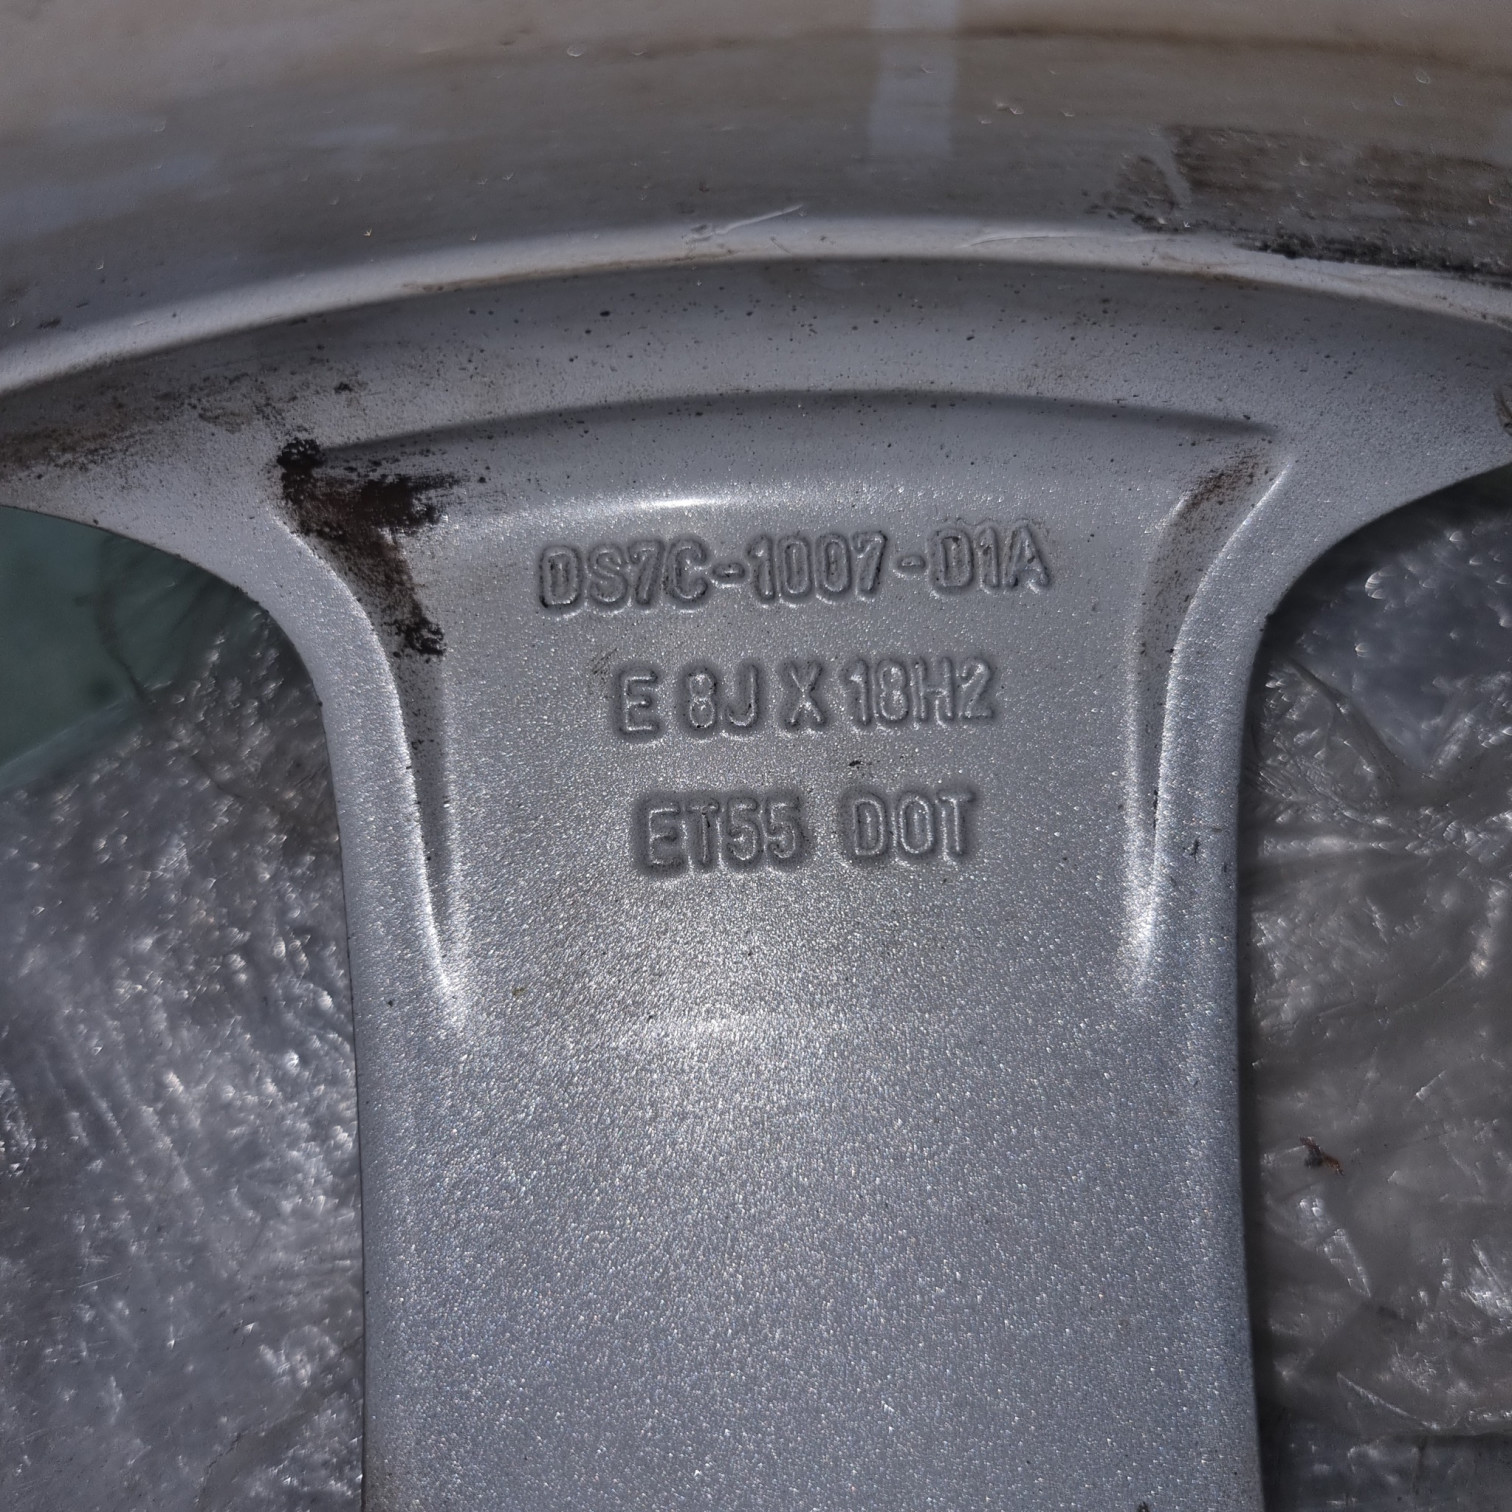 DS7C-1007-D1A
E 8J X 18H2
ET55 DOT